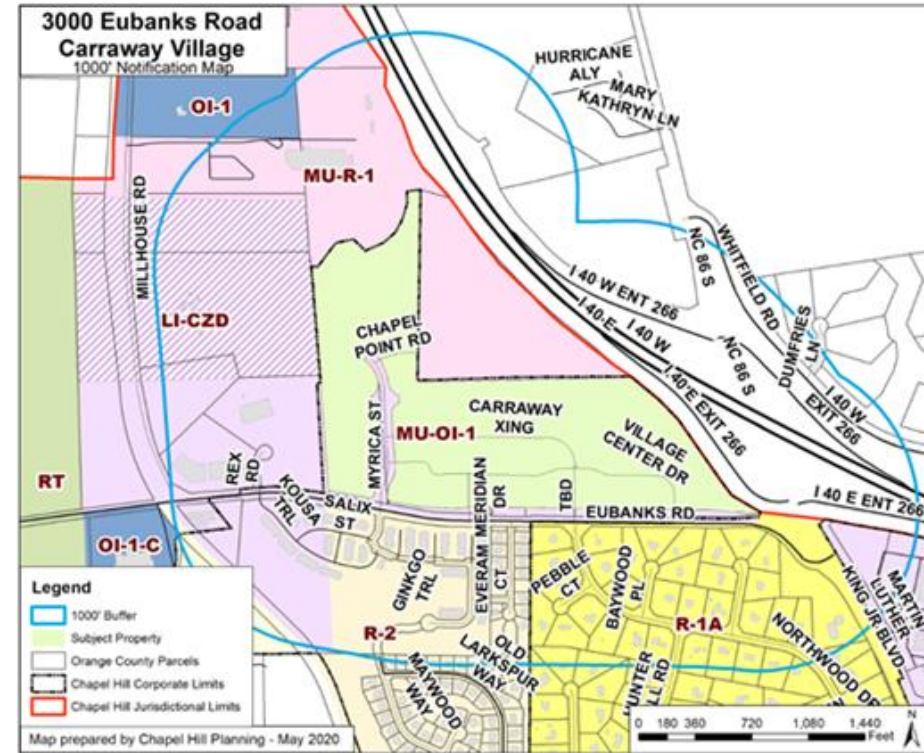 3000 Eubanks Road
Carraway Village
1000' Notification Map
HURRICANE
ALY
MARY
KATHRYN LN
OI-1
MU-R-1
MILLHOUSE RD
WHITFIELD RD
NC 86 S
I 40 W ENT 266
DUMFRIES
LN
LI-CZD
CHAPEL
POINT RD
I 40 E
I 40 W
NC 86 S
I 40 E EXIT 266
I 40 W
EXIT 266
CARRAWAY
XING
MYRICA ST
MU-OI-1
VILLAGE
CENTER DR
RT
REX
RD
KOUSA
TRL
SALIX
ST
MERIDIAN
DR
TBD
EUBANKS RD
I 40 E ENT 266
OI-1-C
GINKGO
TRL
EVERAM
CT
PEBBLE
CT
BAYWOOD
PL
MARTIN
LUTHER
KING JR BLVD
R-2
R-1A
OLD
LARKSPUR
WAY
NORTHWOOD DR
MAYWOOD
WAY
HUNTER
Legend
1000' Buffer
Subject Property
Orange County Parcels
Chapel Hill Corporate Limits
Chapel Hill Jurisdictional Limits
Map prepared by Chapel Hill Planning - May 2020
0 180 360 720 1,080 1,440
Feet
N